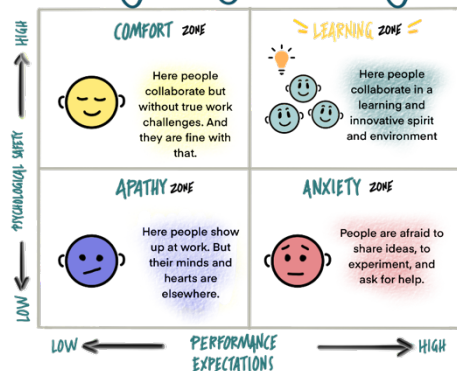 COMFORT ZONE
LEARNING ZONE
Here people
collaborate but
without true work
challenges. And
they are fine with
that.
Here people
collaborate in a
learning and
innovative spirit
and environment
APATHY ZONE
ANXIETY ZONE
Here people show
up at work. But
their minds and
hearts are
elsewhere.
People are afraid to
share ideas, to
experiment, and
ask for help.
HIGH
PSYCHOLOGICAL SAFETY
LOW
LOW
PERFORMANCE
EXPECTATIONS
HIGH